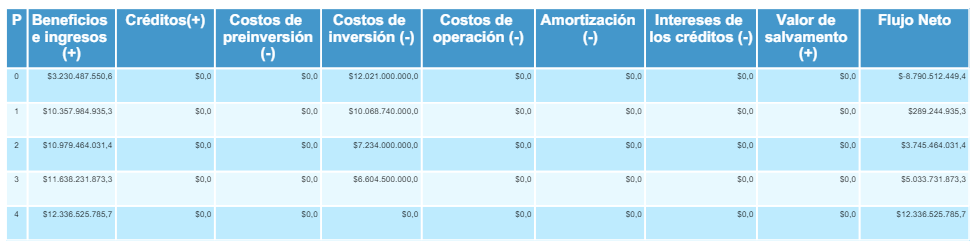 P Beneficios e ingresos (+) Créditos(+) Costos de preinversión (-) Costos de inversión (-) Costos de operación (-) Amortización (-) Intereses de los créditos (-) Valor de salvamento (+) Flujo Neto
0 $3.230.487.550,6 $0,0 $0,0 $12.021.000.000,0 $0,0 $0,0 $0,0 $0,0 $-8.790.512.449,4
1 $10.357.984.935,3 $0,0 $0,0 $10.068.740.000,0 $0,0 $0,0 $0,0 $0,0 $289.244.935,3
2 $10.979.464.031,4 $0,0 $0,0 $7.234.000.000,0 $0,0 $0,0 $0,0 $0,0 $3.745.464.031,4
3 $11.638.231.873,3 $0,0 $0,0 $6.604.500.000,0 $0,0 $0,0 $0,0 $0,0 $5.033.731.873,3
4 $12.336.525.785,7 $0,0 $0,0 $0,0 $0,0 $0,0 $0,0 $0,0 $12.336.525.785,7